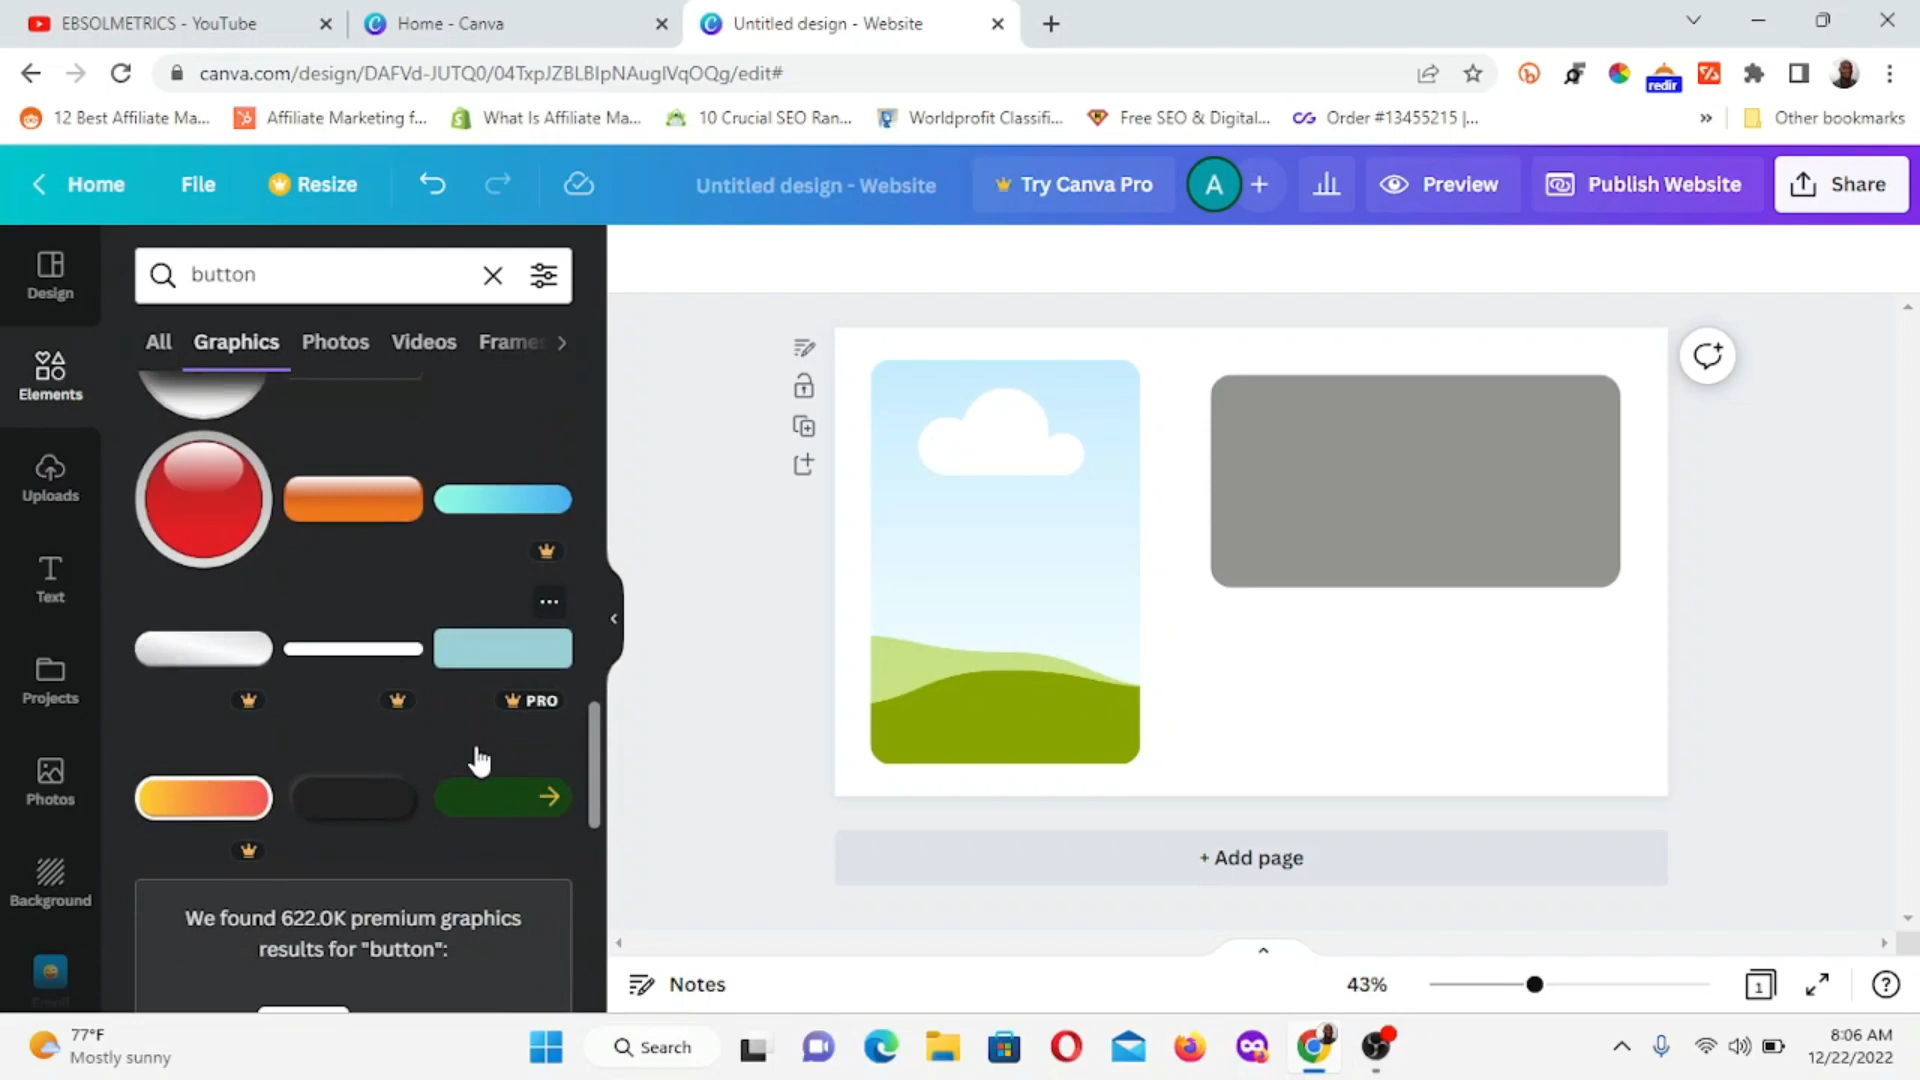 EBSOLMETRICS - YouTube
Home - Canva
Untitled design - Website
canva.com/design/DAFVd-JUTQ0/04TxpJZBLBIpNAugIVqOQg/edit#
redir
12 Best Affiliate Ma...
Affiliate Marketing f...
What Is Affiliate Ma...
10 Crucial SEO Ran...
Worldprofit Classifi...
Free SEO & Digital...
Order #13455215 |...
»
Other bookmarks
Home
File
Resize
Untitled design - Website
Try Canva Pro
A
Preview
Publish Website
Share
Design
Elements
Uploads
Text
Projects
Photos
Background
Emoji
button
All
Graphics
Photos
Videos
Frames
PRO
We found 622.0K premium graphics
results for "button":
+ Add page
Notes
43%
1
77°F
Mostly sunny
Search
8:06 AM
12/22/2022